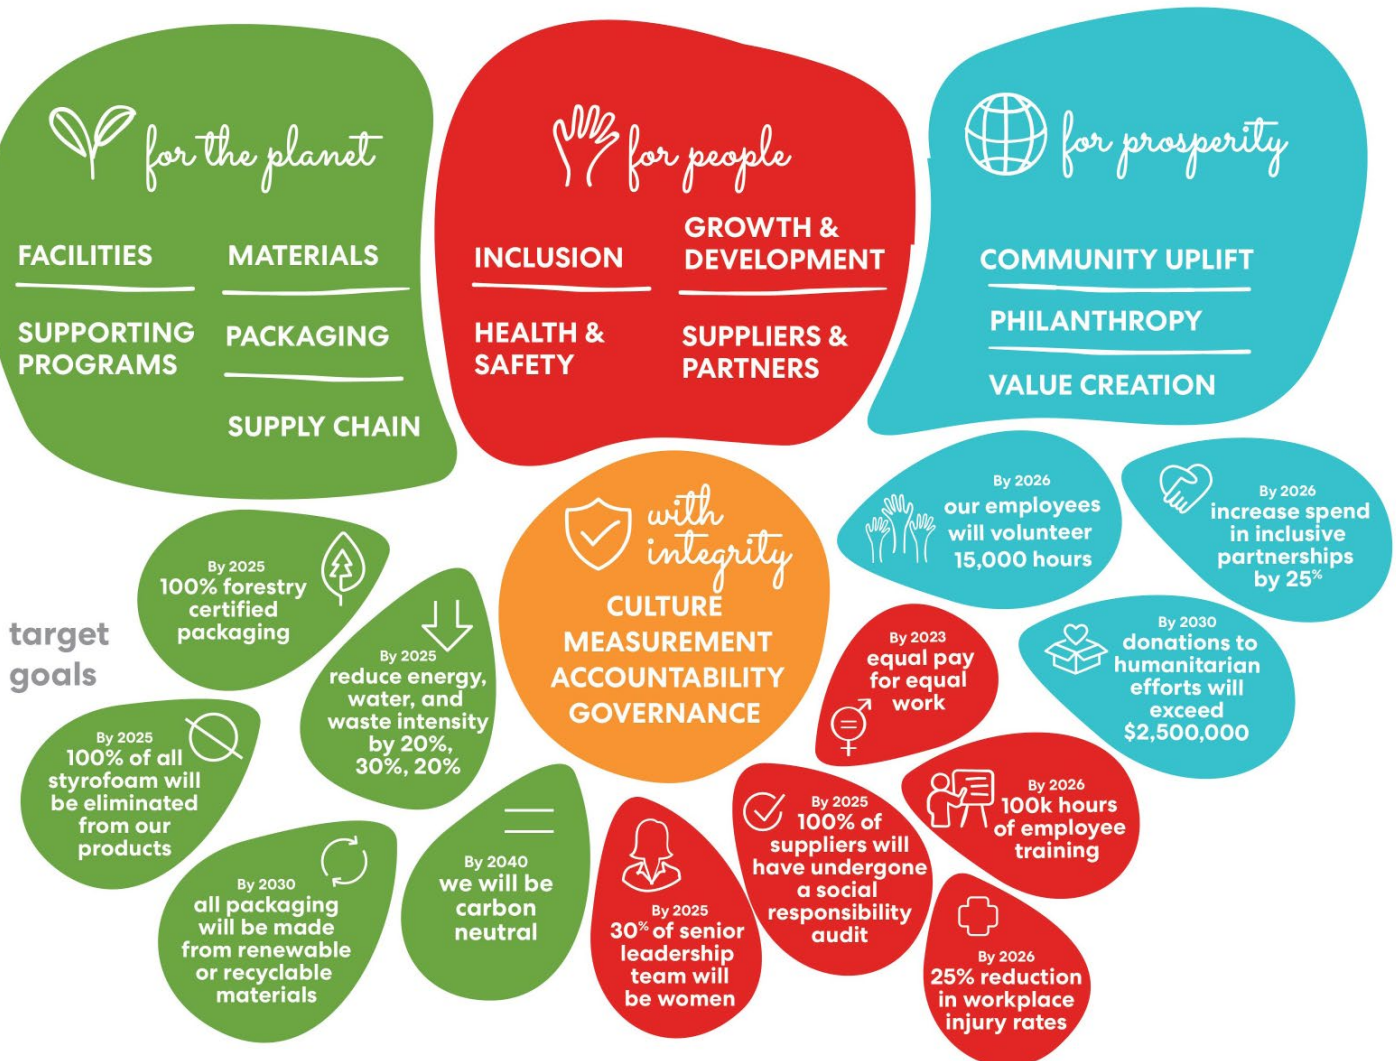 for the planet
FACILITIES
SUPPORTING
PROGRAMS
MATERIALS
PACKAGING
SUPPLY CHAIN
for people
INCLUSION
HEALTH &
SAFETY
GROWTH &
DEVELOPMENT
SUPPLIERS &
PARTNERS
for prosperity
COMMUNITY UPLIFT
PHILANTHROPY
VALUE CREATION
with
integrity
CULTURE
MEASUREMENT
ACCOUNTABILITY
GOVERNANCE
target
goals
By 2025
100% forestry
certified
packaging
By 2025
reduce energy,
water, and
waste intensity
by 20%,
30%, 20%
By 2025
100% of all
styrofoam will
be eliminated
from our
products
By 2030
all packaging
will be made
from renewable
or recyclable
materials
By 2040
we will be
carbon
neutral
By 2025
30% of senior
leadership
team will
be women
By 2025
100% of
suppliers will
have undergone
a social
responsibility
audit
By 2023
equal pay
for equal
work
By 2026
100k hours
of employee
training
By 2026
25% reduction
in workplace
injury rates
By 2026
our employees
will volunteer
15,000 hours
By 2026
increase spend
in inclusive
partnerships
by 25%
By 2030
donations to
humanitarian
efforts will
exceed
$2,500,000